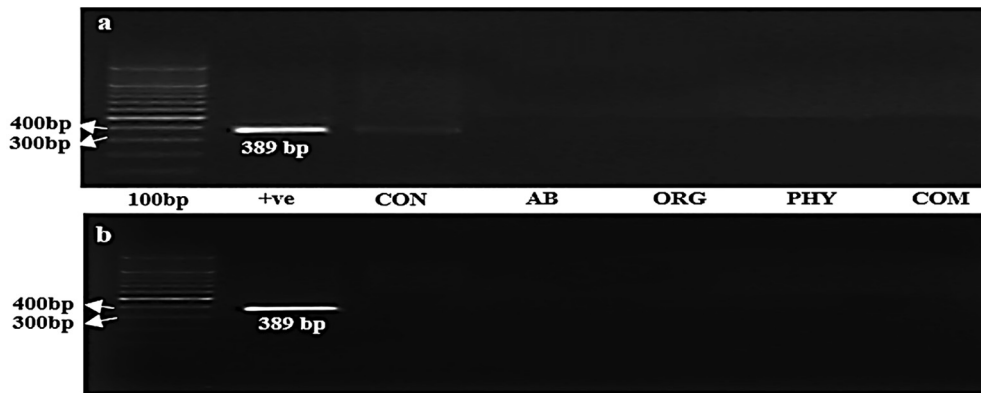 a
400bp
300bp
389 bp
100bp +ve CON AB ORG PHY COM
b
400bp
300bp
389 bp